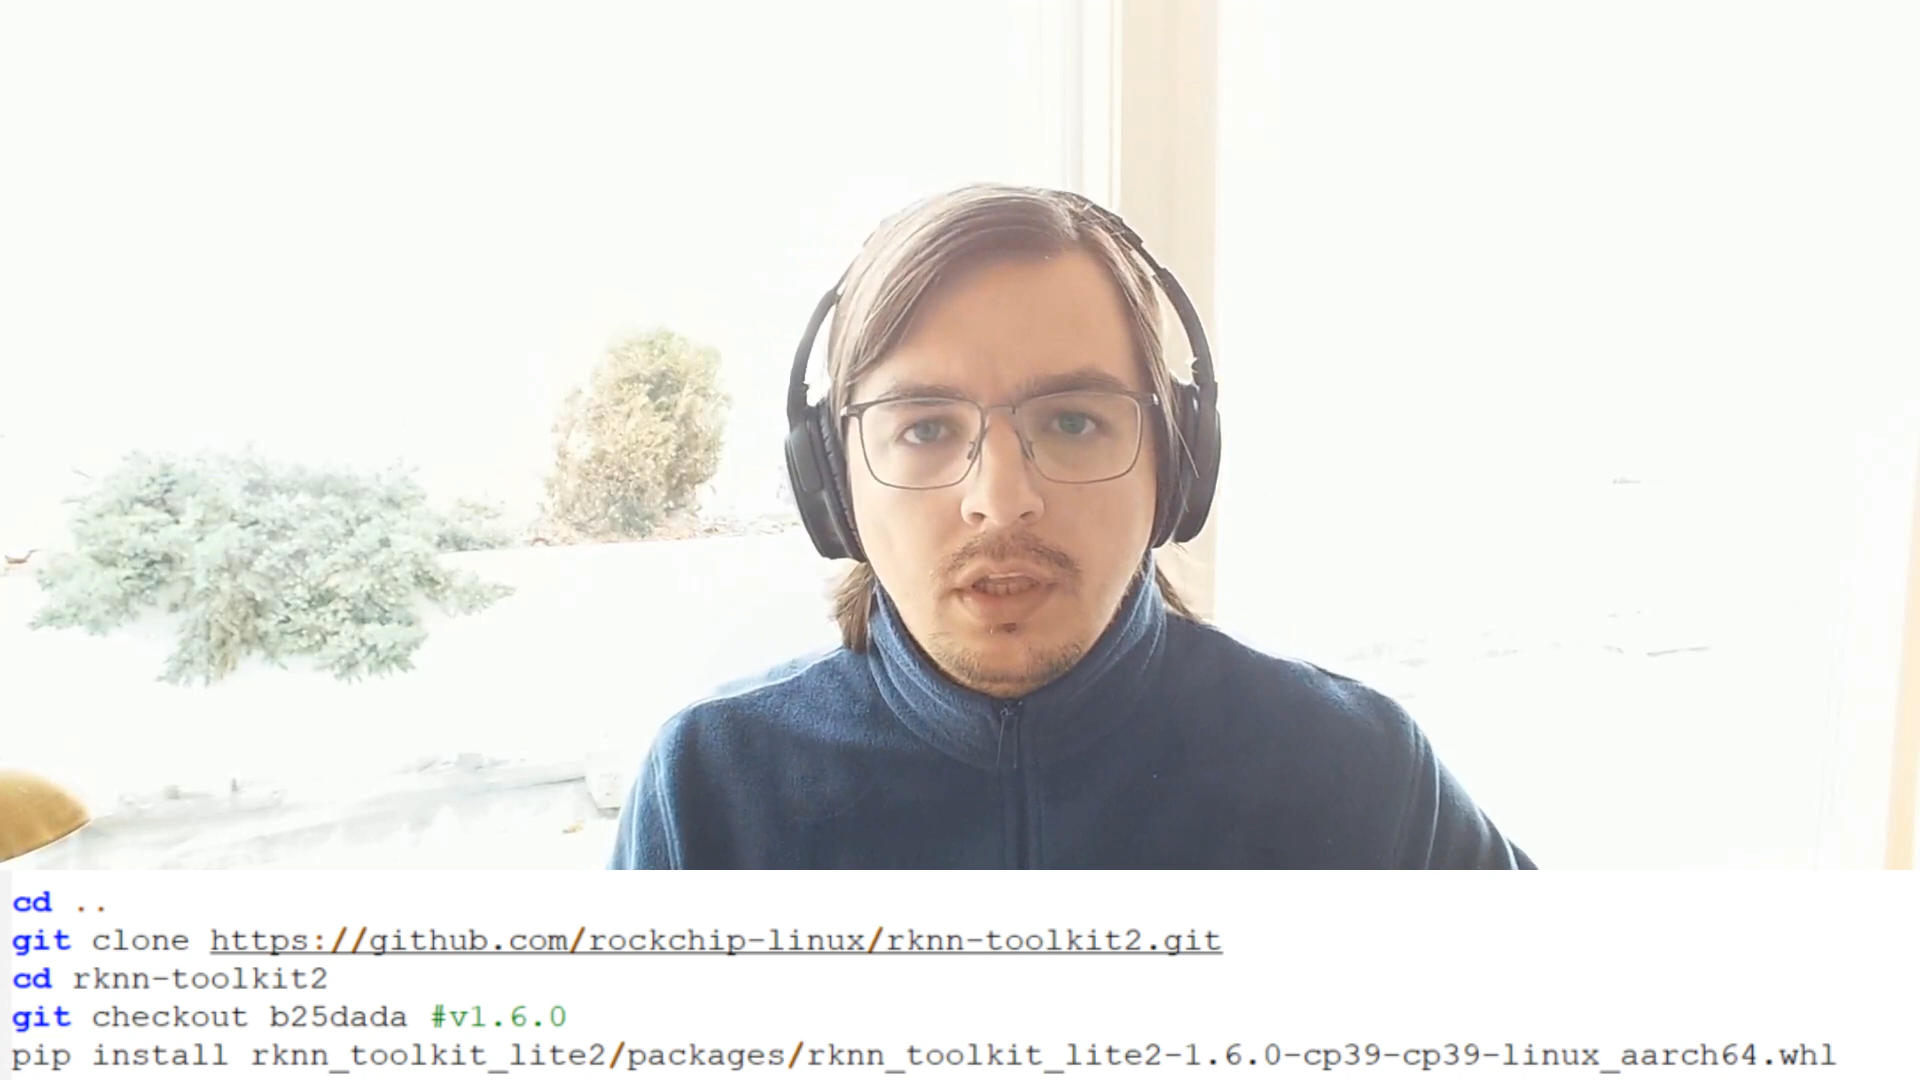 cd ..
git clone https://github.com/rockchip-linux/rknn-toolkit2.git
cd rknn-toolkit2
git checkout b25dada #v1.6.0
pip install rknn_toolkit_lite2/packages/rknn_toolkit_lite2-1.6.0-cp39-cp39-linux_aarch64.whl